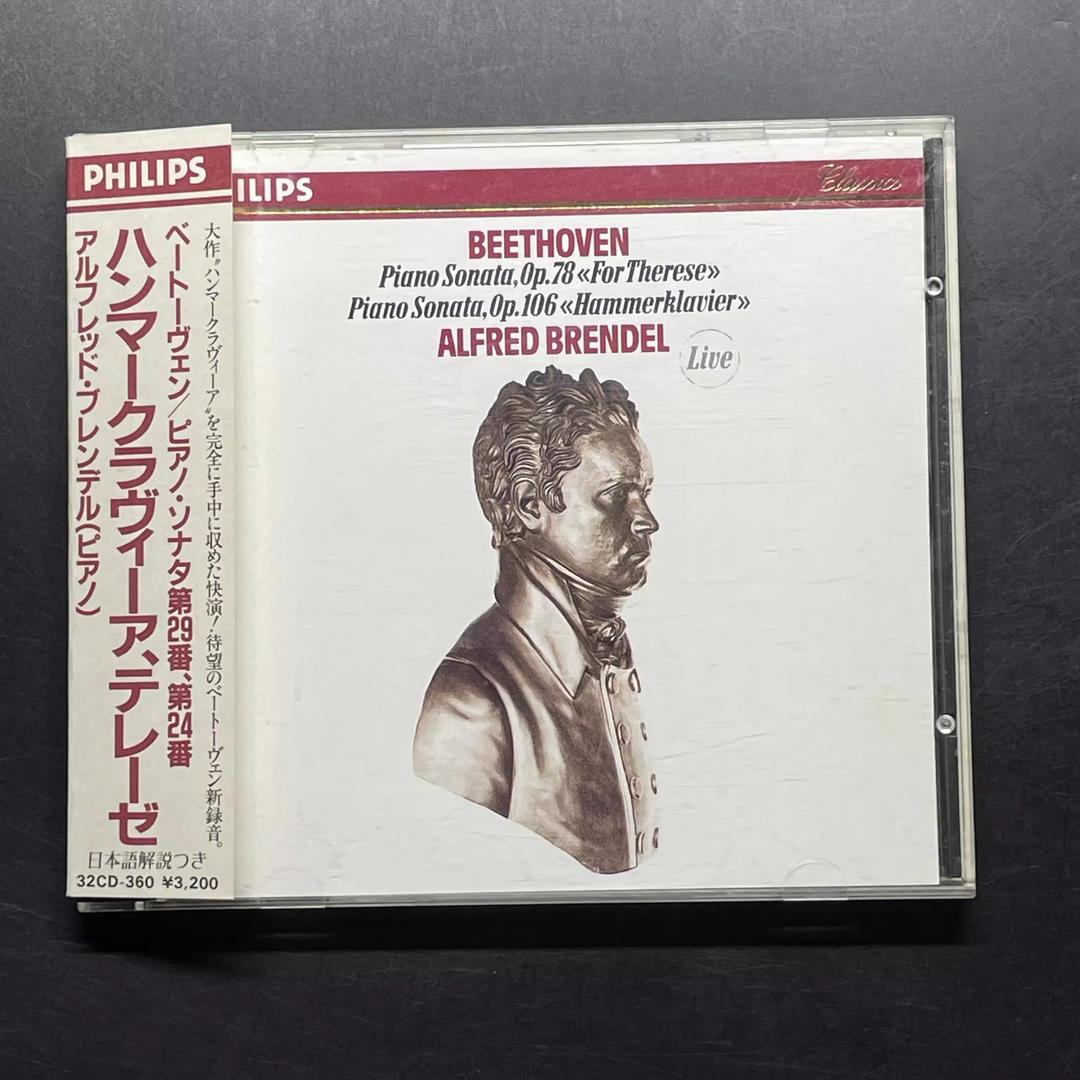 PHILIPS
大作“ハンマークラヴィーア”を完全に手中に収めた快演！待望のベートーヴェン新録音。
ベートーヴェン/ピアノ・ソナタ第29番、第24番
ハンマークラヴィーア、テレーゼ
アルフレッド・ブレンデル(ピアノ)
日本語解説つき
32CD-360 ¥3,200
ILIPS
Classics
BEETHOVEN
Piano Sonata, Op.78 «For Therese»
Piano Sonata, Op.106 «Hammerklavier»
ALFRED BRENDEL
Live